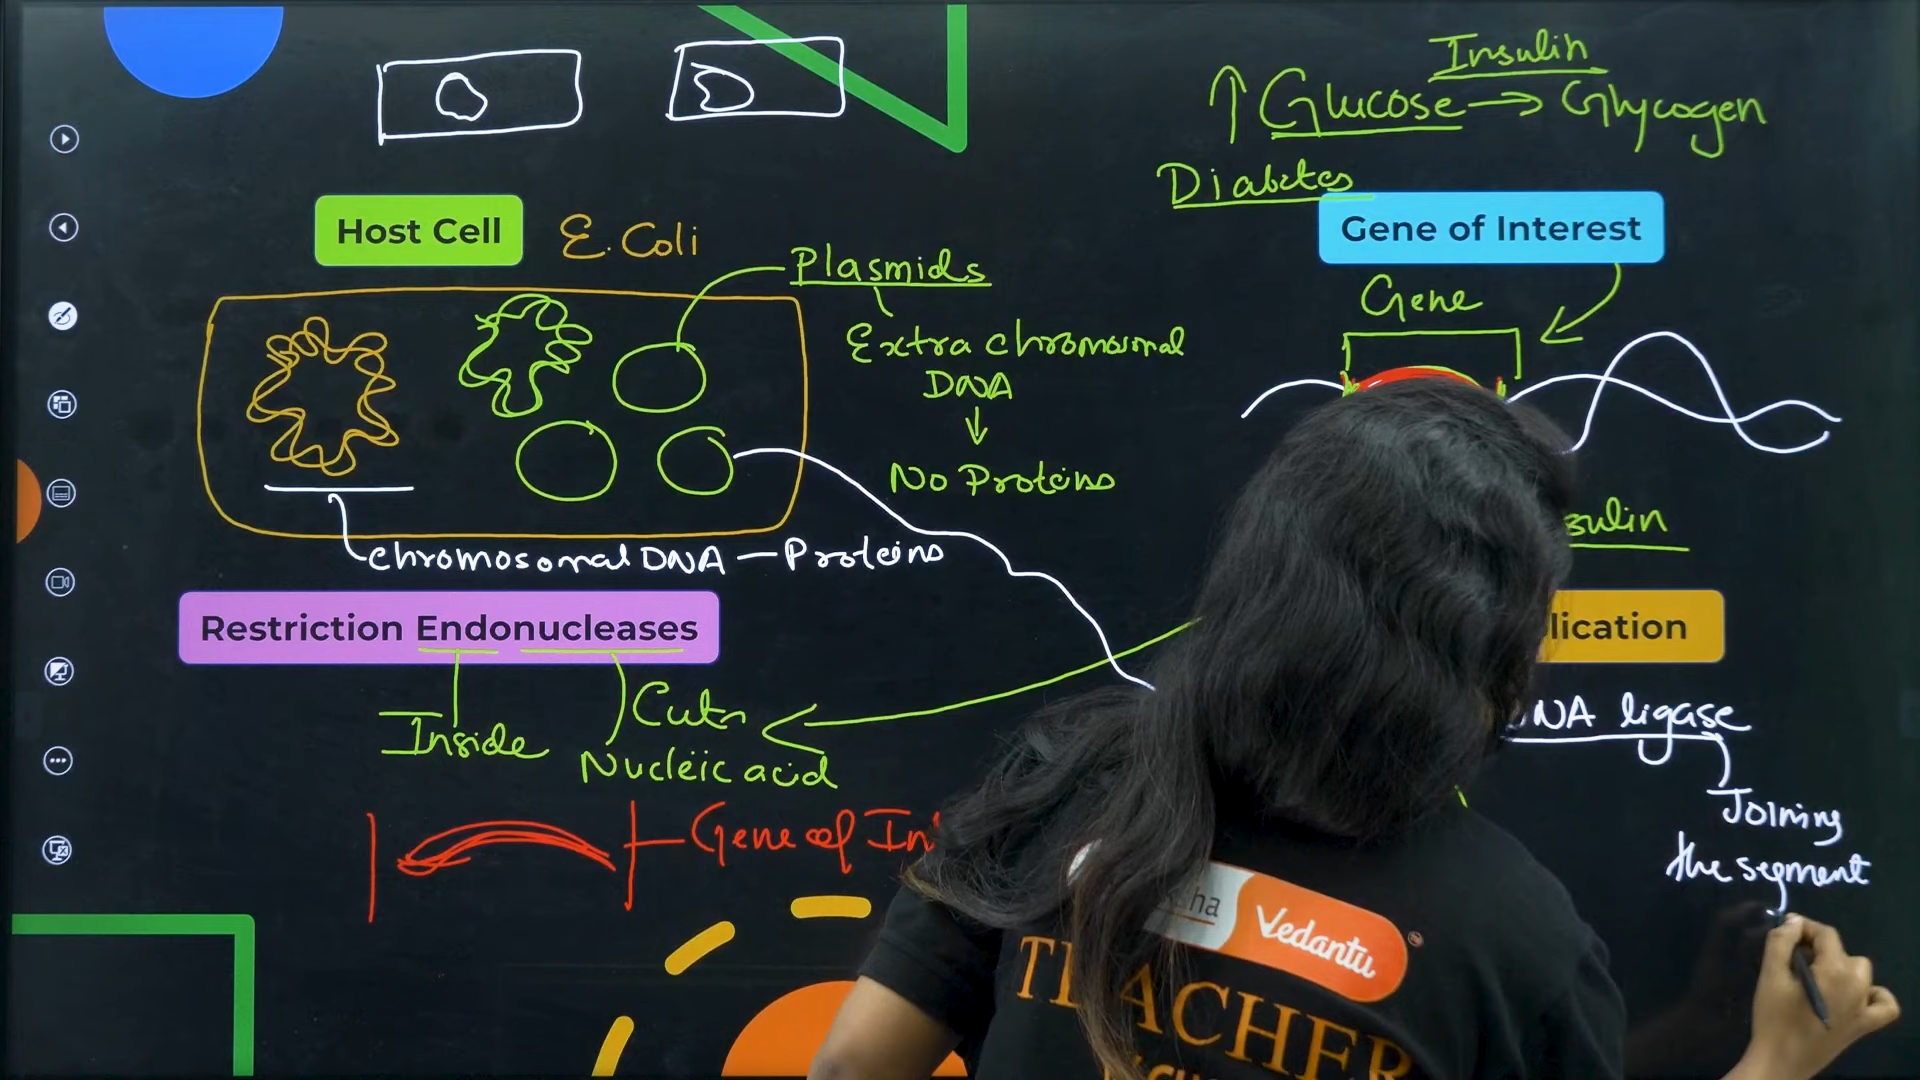 Insulin
↑ Glucose → Glycogen
Diabetes
Host Cell
E. Coli
Gene of Interest
Plasmids
Gene
Extra chromosomal
DNA
↓
No Proteins
sulin
chromosomal DNA — Proteins
Restriction Endonucleases
lication
Inside
Cuts
Nucleic acid
NA ligase
Joining
the segment
Gene of In
ha
Vedantu
TEACHER